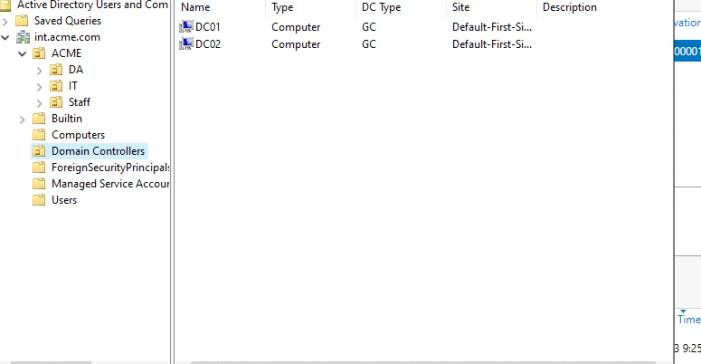 Active Directory Users and Com
Saved Queries
int.acme.com
ACME
DA
IT
Staff
Builtin
Computers
Domain Controllers
ForeignSecurityPrincipals
Managed Service Accour
Users
Name Type DC Type Site Description
DC01 Computer GC Default-First-Si...
DC02 Computer GC Default-First-Si...
vation
00001
Time
3 9:25